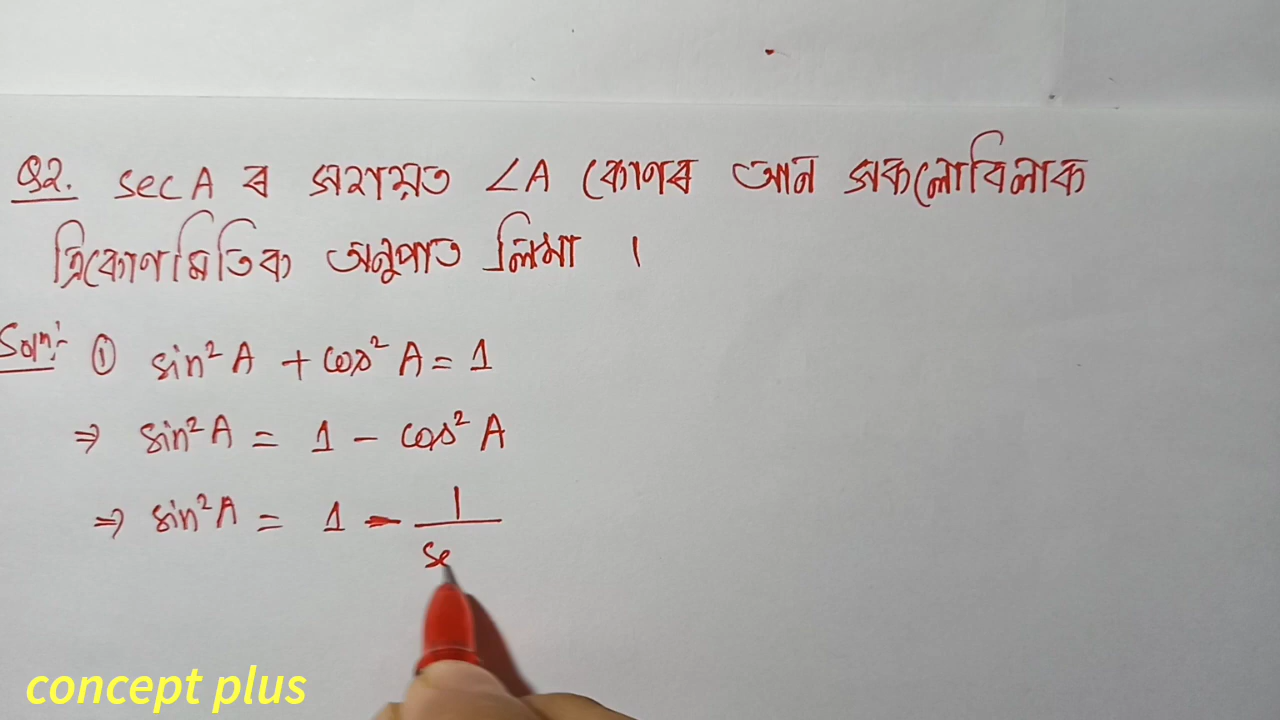 Q2. secA ৰ সহায়ত ∠A কোণৰ আন সকলোবিলাক
ত্ৰিকোণমিতিক অনুপাত লিখা ।
Soln:- ① sin²A + cos²A = 1
⇒ sin²A = 1 - cos²A
⇒ sin²A = 1 - 1/se
concept plus